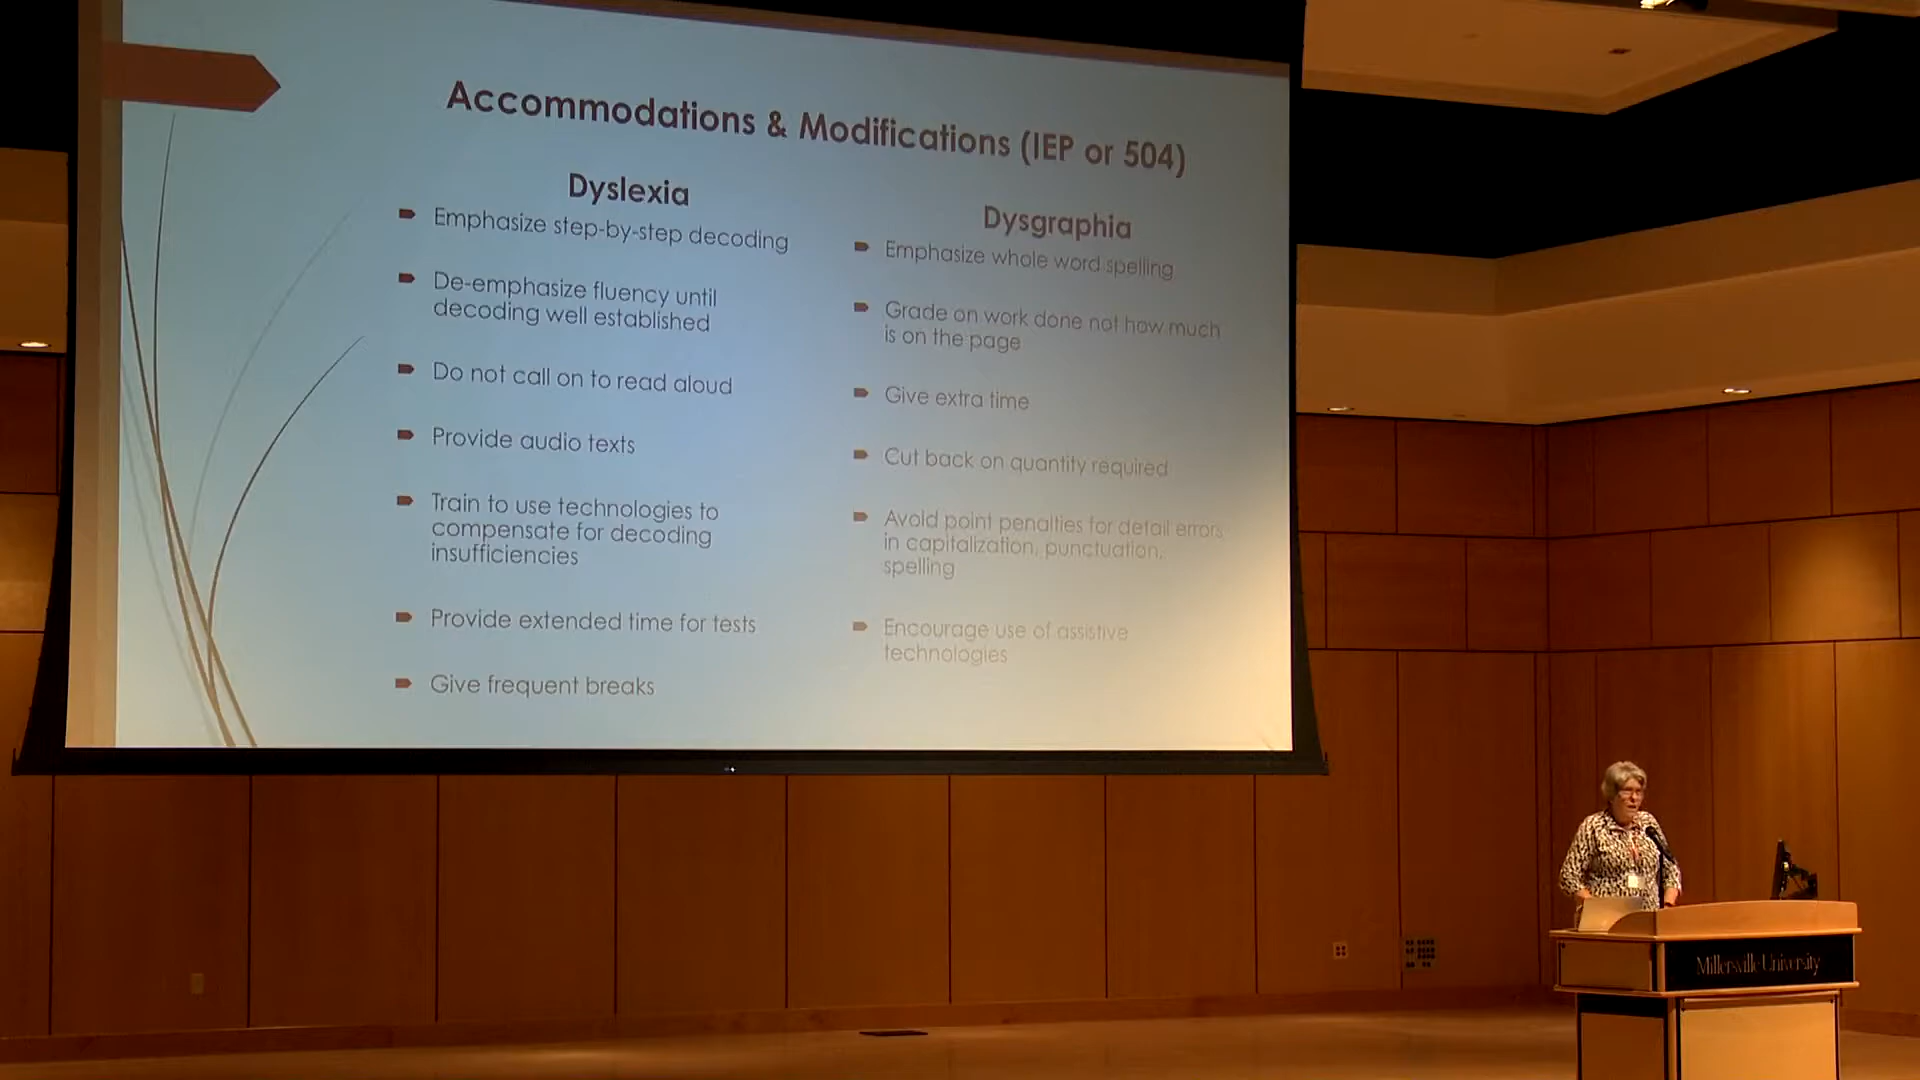 Accommodations & Modifications (IEP or 504)
Dyslexia
Emphasize step-by-step decoding
De-emphasize fluency until
decoding well established
Do not call on to read aloud
Provide audio texts
Train to use technologies to
compensate for decoding
insufficiencies
Provide extended time for tests
Give frequent breaks
Dysgraphia
Emphasize whole word spelling
Grade on work done not how much
is on the page
Give extra time
Cut back on quantity required
Avoid point penalties for detail errors
in capitalization, punctuation,
spelling
Encourage use of assistive
technologies
Millersville University